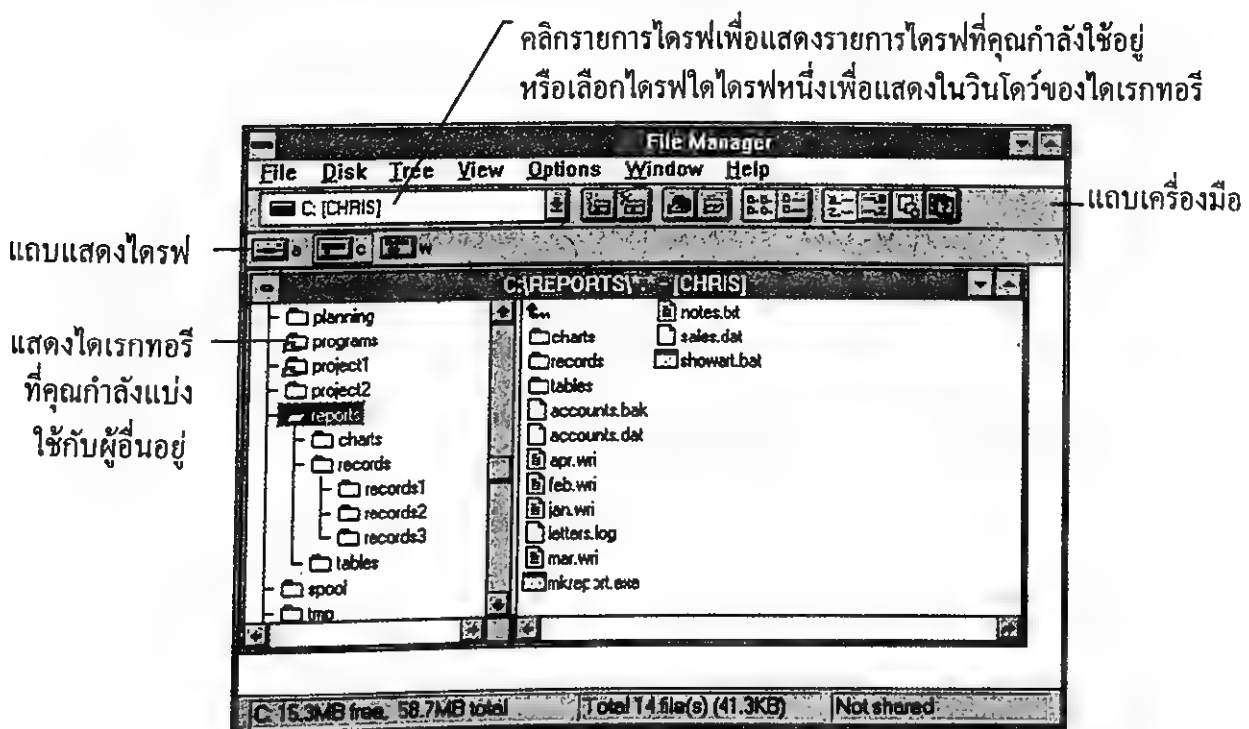 คลิกรายการไดรฟเพื่อแสดงรายการไดรฟที่คุณกำลังใช้อยู่
หรือเลือกไดรฟใดไดรฟหนึ่งเพื่อแสดงในวินโดว์ของไดเรกทอรี
File Manager
File Disk Tree View Options Window Help
C: [CHRIS]
แถบเครื่องมือ
แถบแสดงไดรฟ
a c w
C:\REPORTS\*.* - [CHRIS]
แสดงไดเรกทอรี
ที่คุณกำลังแบ่ง
ใช้กับผู้อื่นอยู่
planning
programs
project1
project2
reports
charts
records
records1
records2
records3
tables
spool
tmp
charts
records
tables
accounts.bak
accounts.dat
apr.wri
feb.wri
jan.wri
letters.log
mar.wri
mkreport.exe
notes.txt
sales.dat
showart.bat
C: 15.3MB free, 58.7MB total Total 14 file(s) (41.3KB) Not shared